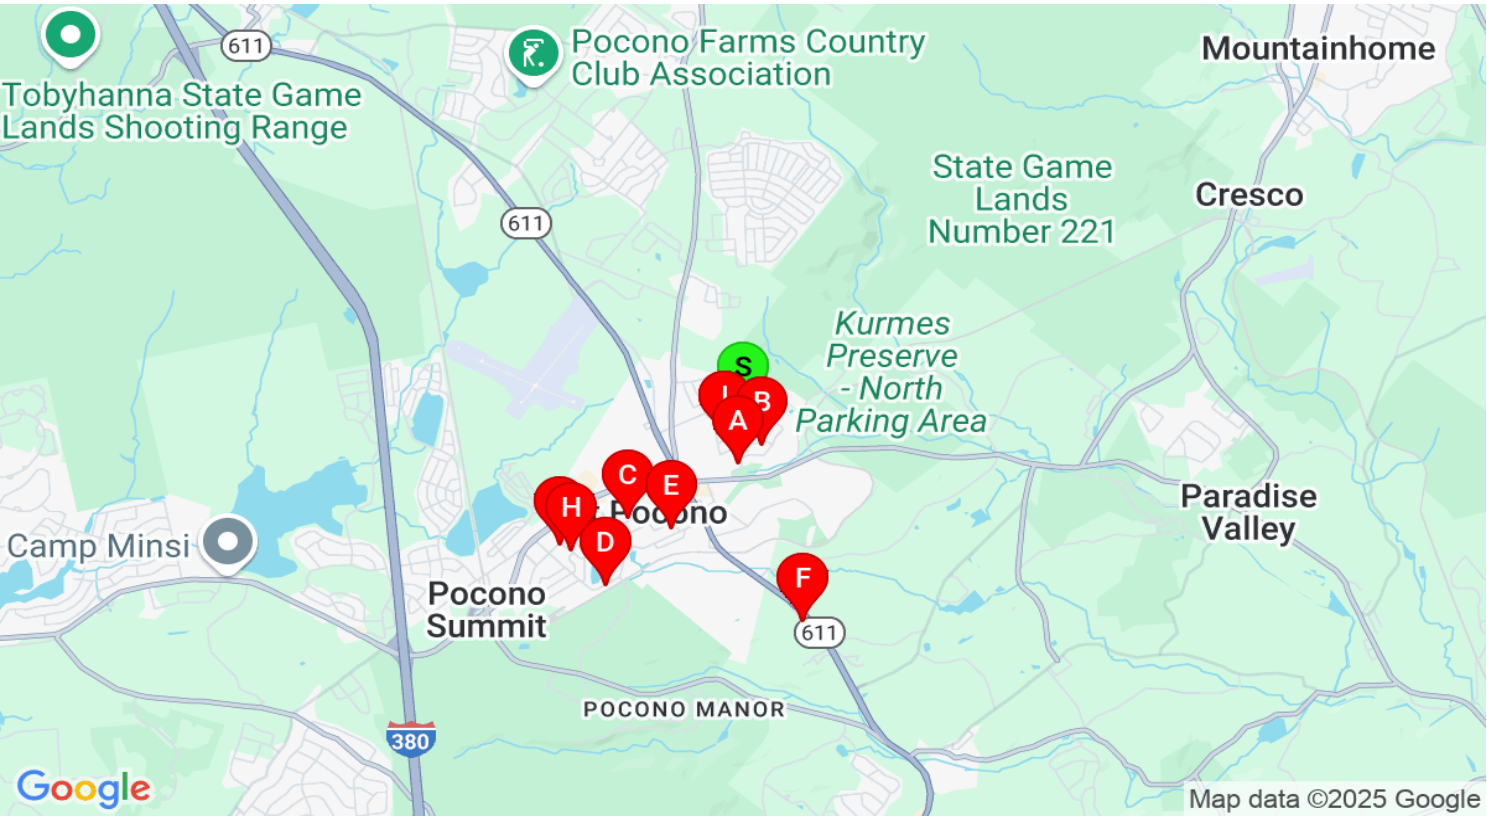 611
Pocono Farms Country
Club Association
Mountainhome
Tobyhanna State Game
Lands Shooting Range
State Game
Lands
Number 221
Cresco
611
Kurmes
Preserve
- North
Parking Area
S
B
A
C
E
H
Pocono
D
Paradise
Valley
Camp Minsi
F
Pocono
Summit
611
POCONO MANOR
380
Google
Map data ©2025 Google